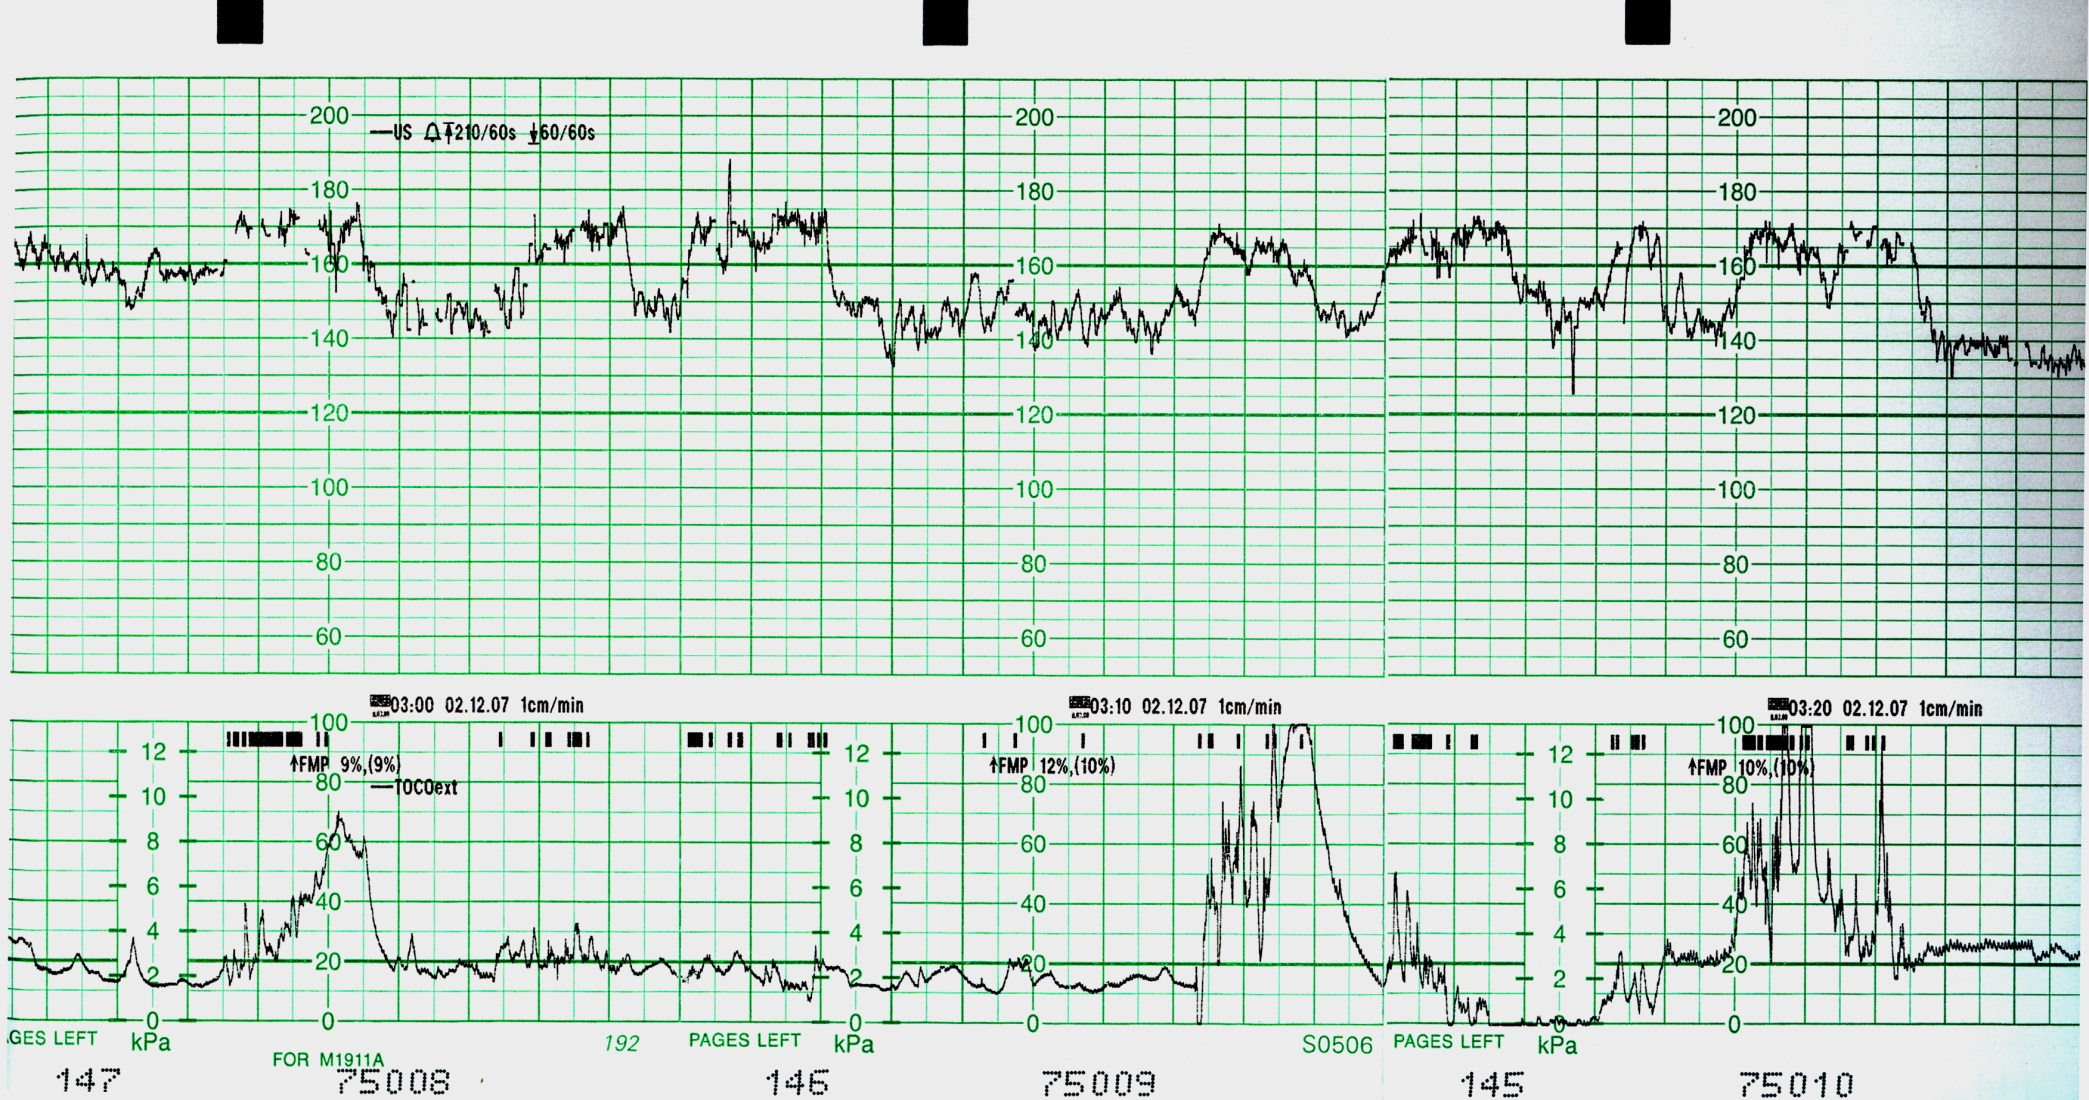 200 200 200
US 210/60s 60/60s
180 180 180
160 160 160
140 140 140
120 120 120
100 100 100
80 80 80
60 60 60
03:00 02.12.07 1cm/min 03:10 02.12.07 1cm/min 03:20 02.12.07 1cm/min
100 100 100
12 12 12
↑FMP 9%,(9%) ↑FMP 12%,(10%) ↑FMP 10%,(10%)
80 80 80
TOCOext
10 10 10
8 60 8 60 8 60
6 6 6
40 40 40
4 4 4
20 20 20
2 2 2
0 0 0 0 0 0
GES LEFT kPa 192 PAGES LEFT kPa S0506 PAGES LEFT kPa
FOR M1911A
147 75008 146 75009 145 75010